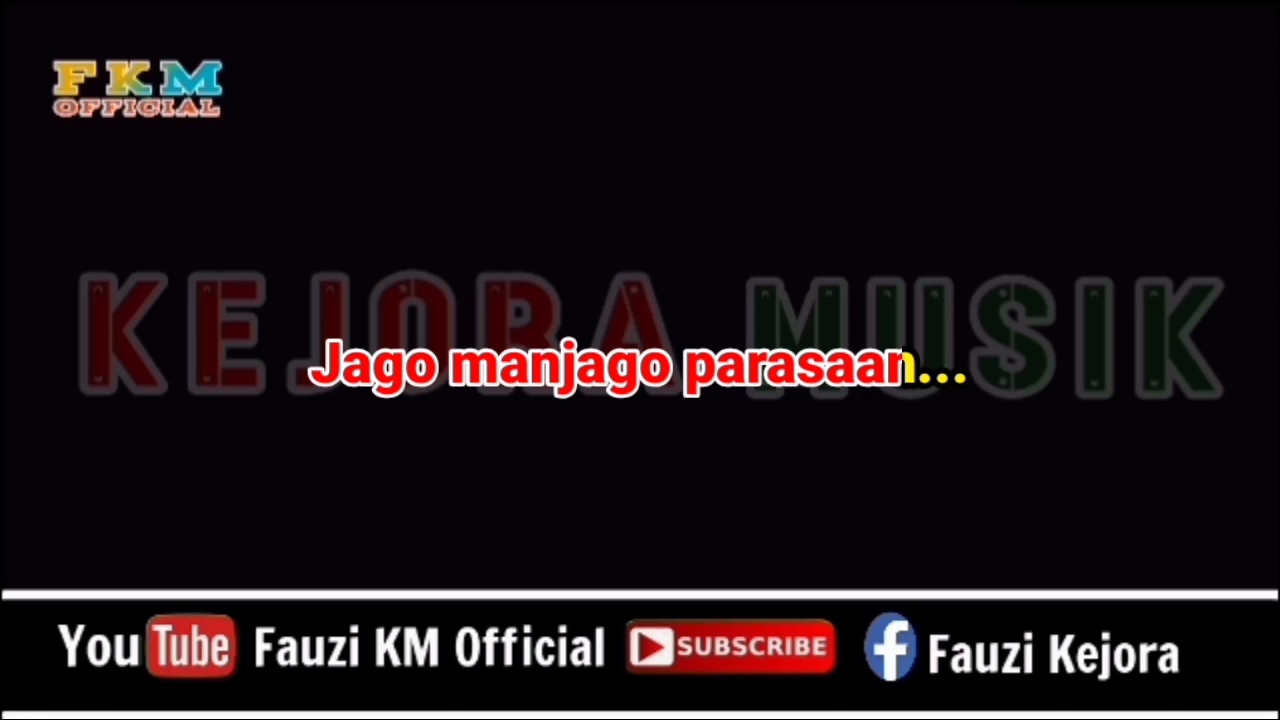 FKM
OFFICIAL
KEJORA MUSIK
Jago manjago parasaan...
YouTube Fauzi KM Official SUBSCRIBE f Fauzi Kejora